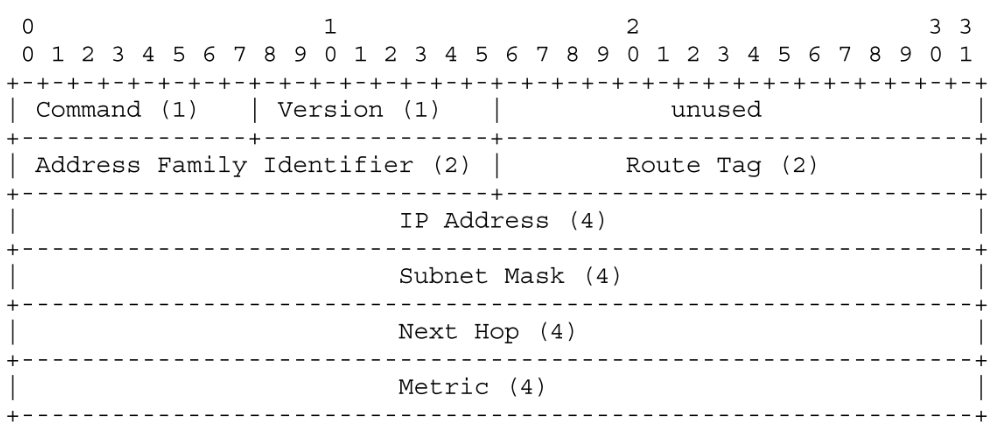 0 1 2 3 3
0 1 2 3 4 5 6 7 8 9 0 1 2 3 4 5 6 7 8 9 0 1 2 3 4 5 6 7 8 9 0 1
+-+-+-+-+-+-+-+-+-+-+-+-+-+-+-+-+-+-+-+-+-+-+-+-+-+-+-+-+-+-+-+-+
| Command (1) | Version (1) | unused |
+---------------+---------------+-------------------------------+
| Address Family Identifier (2) | Route Tag (2) |
+-------------------------------+-------------------------------+
| IP Address (4) |
+---------------------------------------------------------------+
| Subnet Mask (4) |
+---------------------------------------------------------------+
| Next Hop (4) |
+---------------------------------------------------------------+
| Metric (4) |
+---------------------------------------------------------------+